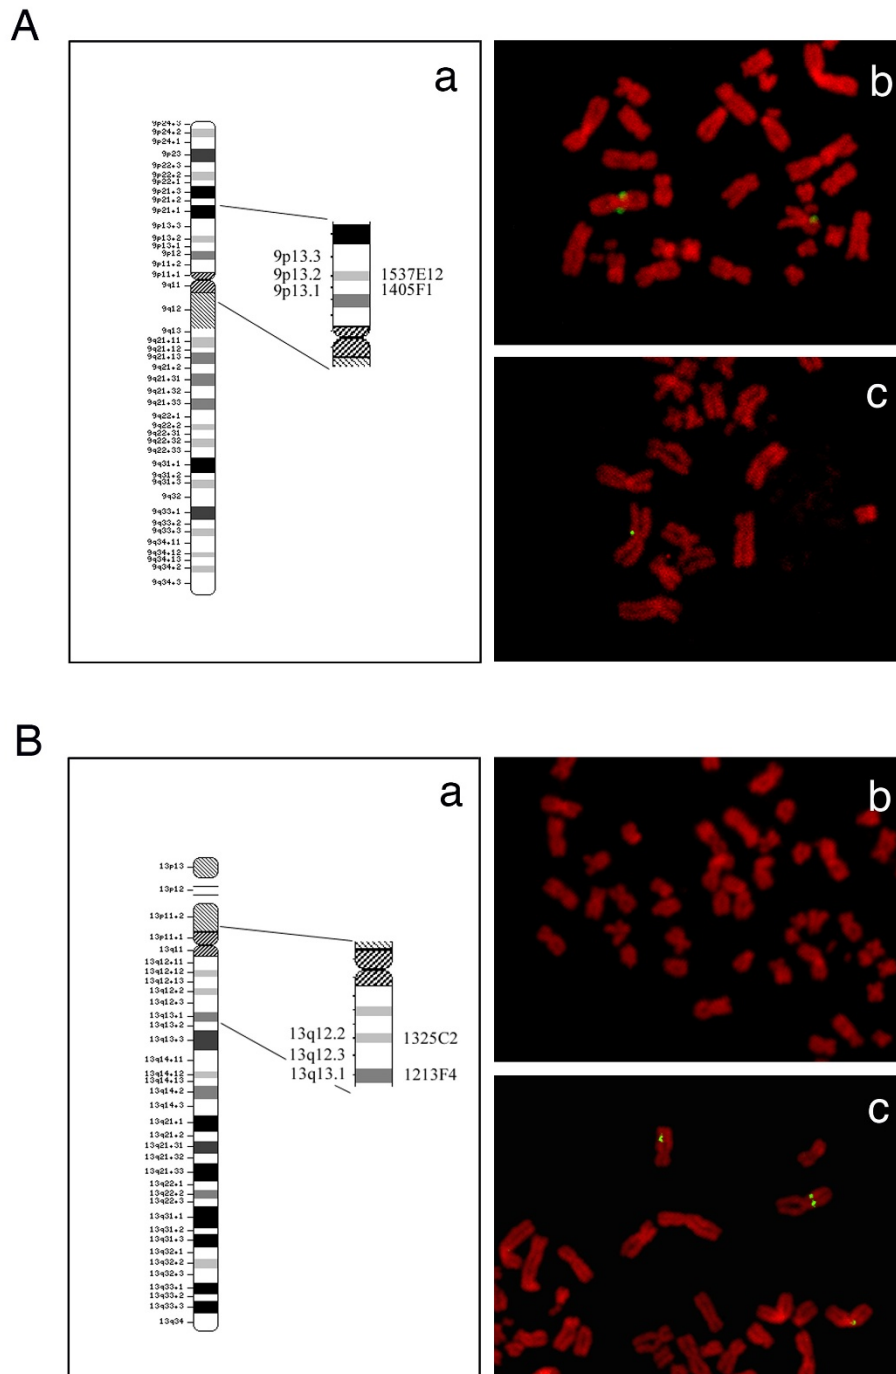 A
a
9p24.3
9p24.2
9p24.1
9p23
9p22.3
9p22.2
9p22.1
9p21.3
9p21.2
9p21.1
9p13.3
9p13.2
9p13.1
9p12
9p11.2
9p11.1
9q11
9q12
9q13
9q21.11
9q21.12
9q21.13
9q21.2
9q21.31
9q21.32
9q21.33
9q22.1
9q22.2
9q22.31
9q22.32
9q22.33
9q31.1
9q31.2
9q31.3
9q32
9q33.1
9q33.2
9q33.3
9q34.11
9q34.12
9q34.13
9q34.2
9q34.3
9p13.3
9p13.2 1537E12
9p13.1 1405F1
b
c
B
a
13p13
13p12
13p11.2
13p11.1
13q11
13q12.11
13q12.12
13q12.13
13q12.2
13q12.3
13q13.1
13q13.2
13q13.3
13q14.11
13q14.12
13q14.13
13q14.2
13q14.3
13q21.1
13q21.2
13q21.31
13q21.32
13q21.33
13q22.1
13q22.2
13q22.3
13q31.1
13q31.2
13q31.3
13q32.1
13q32.2
13q32.3
13q33.1
13q33.2
13q33.3
13q34
13q12.2 1325C2
13q12.3
13q13.1 1213F4
b
c